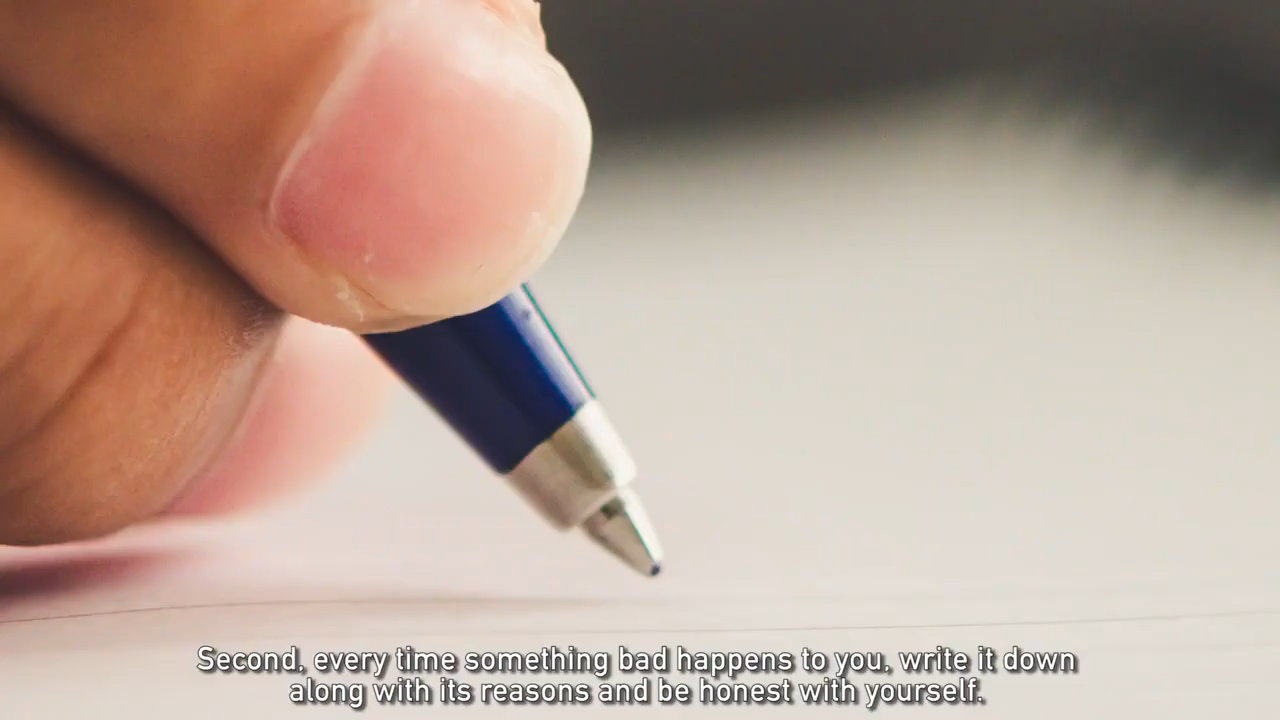 Second, every time something bad happens to you, write it down
along with its reasons and be honest with yourself.